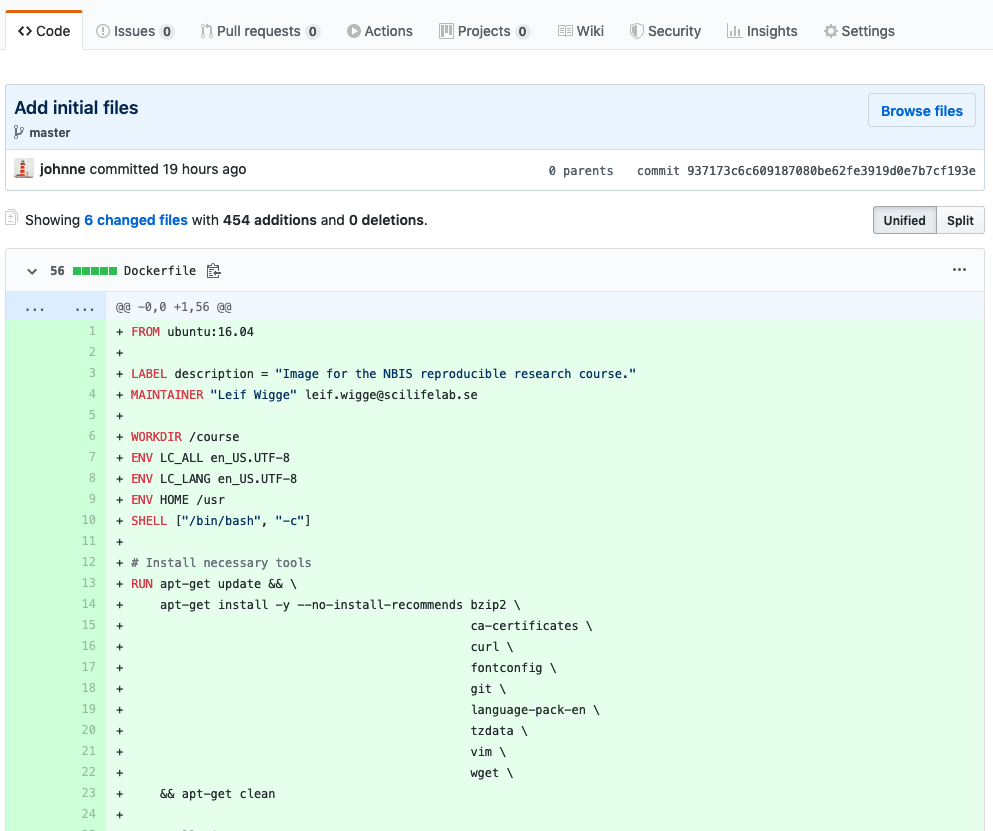 Code Issues 0 Pull requests 0 Actions Projects 0 Wiki Security Insights Settings
Add initial files
Browse files
master
johnne committed 19 hours ago 0 parents commit 937173c6c609187080be62fe3919d0e7b7cf193e
Showing 6 changed files with 454 additions and 0 deletions. Unified Split
56 Dockerfile ...
... ... @@ -0,0 +1,56 @@
1 + FROM ubuntu:16.04
2 +
3 + LABEL description = "Image for the NBIS reproducible research course."
4 + MAINTAINER "Leif Wigge" leif.wigge@scilifelab.se
5 +
6 + WORKDIR /course
7 + ENV LC_ALL en_US.UTF-8
8 + ENV LC_LANG en_US.UTF-8
9 + ENV HOME /usr
10 + SHELL ["/bin/bash", "-c"]
11 +
12 + # Install necessary tools
13 + RUN apt-get update && \
14 + apt-get install -y --no-install-recommends bzip2 \
15 + ca-certificates \
16 + curl \
17 + fontconfig \
18 + git \
19 + language-pack-en \
20 + tzdata \
21 + vim \
22 + wget \
23 + && apt-get clean
24 +